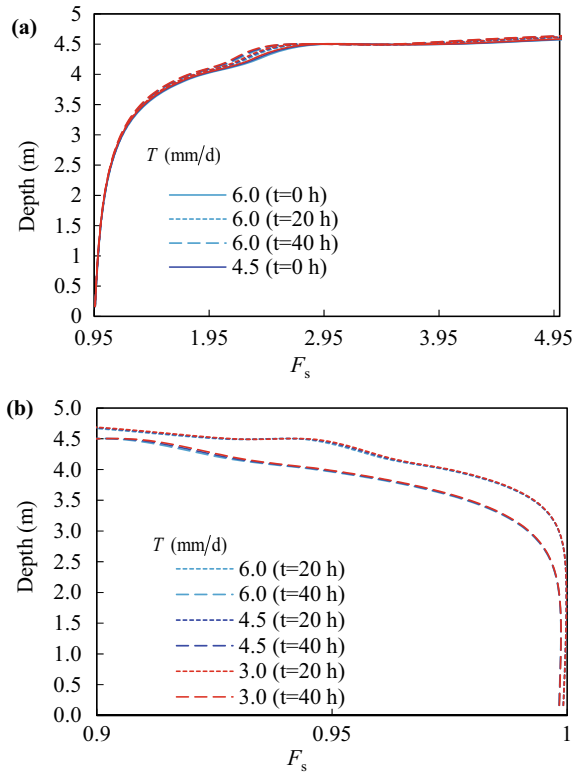 (a)
5
4.5
4
3.5
3
2.5
2
1.5
1
0.5
0
Depth (m)
T (mm/d)
6.0 (t=0 h)
6.0 (t=20 h)
6.0 (t=40 h)
4.5 (t=0 h)
0.95 1.95 2.95 3.95 4.95
Fs
(b)
5.0
4.5
4.0
3.5
3.0
2.5
2.0
1.5
1.0
0.5
0.0
Depth (m)
T (mm/d)
6.0 (t=20 h)
6.0 (t=40 h)
4.5 (t=20 h)
4.5 (t=40 h)
3.0 (t=20 h)
3.0 (t=40 h)
0.9 0.95 1
Fs